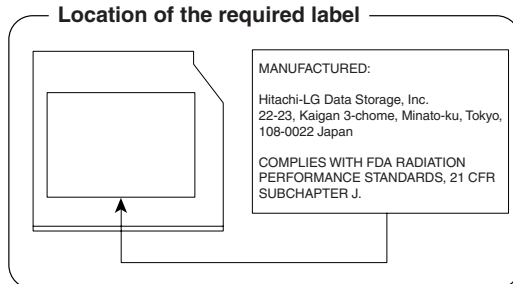 Location of the required label
MANUFACTURED:
Hitachi-LG Data Storage, Inc.
22-23, Kaigan 3-chome, Minato-ku, Tokyo,
108-0022 Japan
COMPLIES WITH FDA RADIATION
PERFORMANCE STANDARDS, 21 CFR
SUBCHAPTER J.